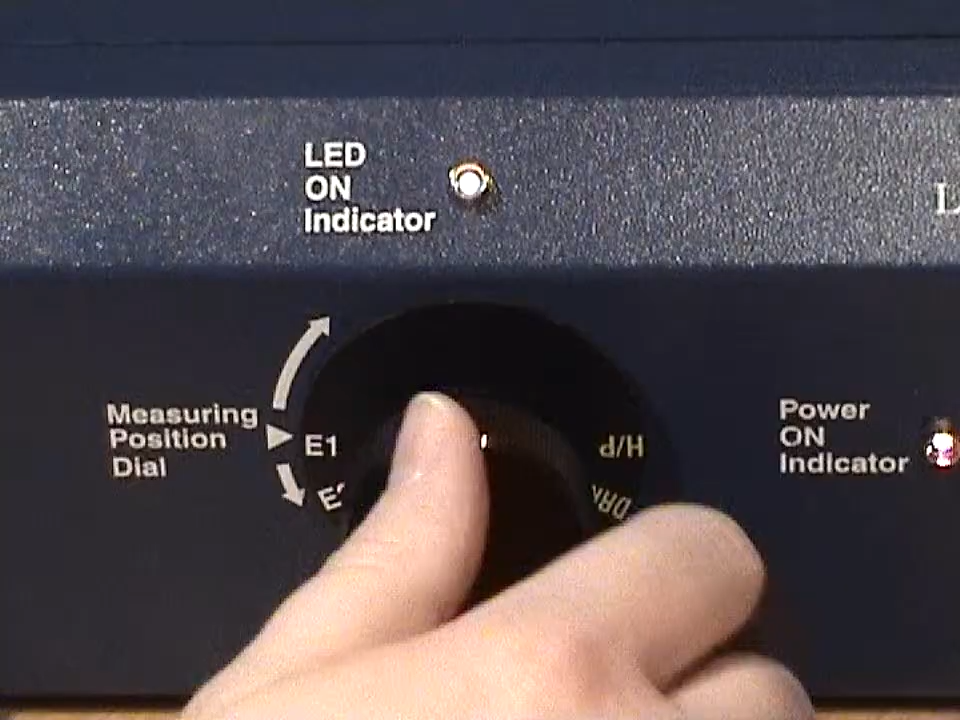 LED
ON
Indicator
Measuring
Position
Dial
E1
H/P
Power
ON
Indicator